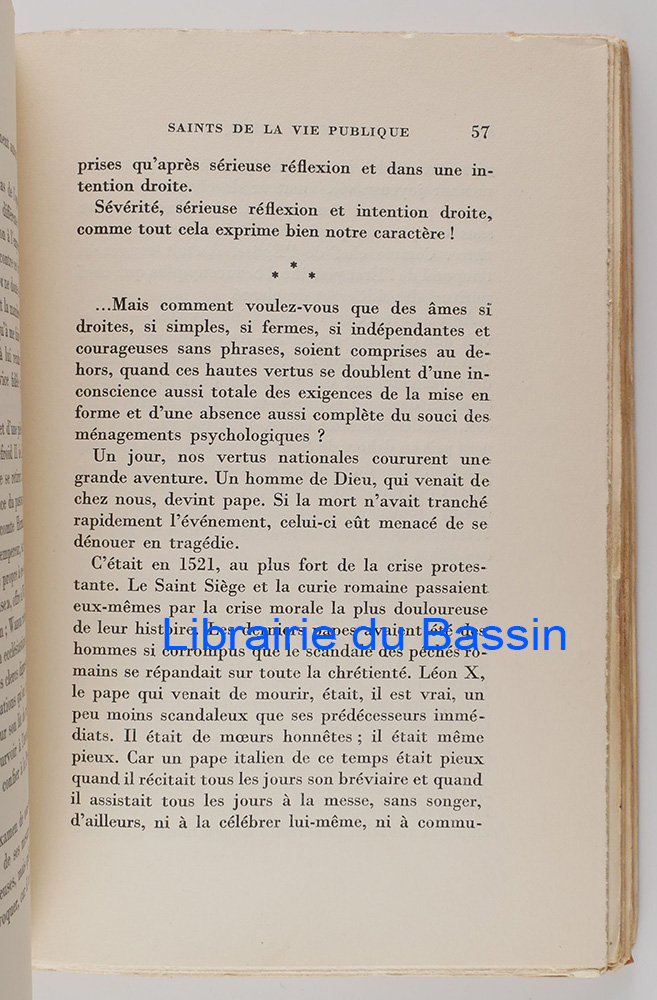 SAINTS DE LA VIE PUBLIQUE 57
prises qu'après sérieuse réflexion et dans une in-
tention droite.
Sévérité, sérieuse réflexion et intention droite,
comme tout cela exprime bien notre caractère !
*
* *
...Mais comment voulez-vous que des âmes si
droites, si simples, si fermes, si indépendantes et
courageuses sans phrases, soient comprises au de-
hors, quand ces hautes vertus se doublent d'une in-
conscience aussi totale des exigences de la mise en
forme et d'une absence aussi complète du souci des
ménagements psychologiques ?
Un jour, nos vertus nationales coururent une
grande aventure. Un homme de Dieu, qui venait de
chez nous, devint pape. Si la mort n'avait tranché
rapidement l'événement, celui-ci eût menacé de se
dénouer en tragédie.
C'était en 1521, au plus fort de la crise protes-
tante. Le Saint Siège et la curie romaine passaient
eux-mêmes par la crise morale la plus douloureuse
de leur histoire. Les derniers papes avaient été des
Librairie du Bassin
hommes si corrompus que le scandale des péchés ro-
mains se répandait sur toute la chrétienté. Léon X,
le pape qui venait de mourir, était, il est vrai, un
peu moins scandaleux que ses prédécesseurs immé-
diats. Il était de mœurs honnêtes ; il était même
pieux. Car un pape italien de ce temps était pieux
quand il récitait tous les jours son bréviaire et quand
il assistait tous les jours à la messe, sans songer,
d'ailleurs, ni à la célébrer lui-même, ni à commu-